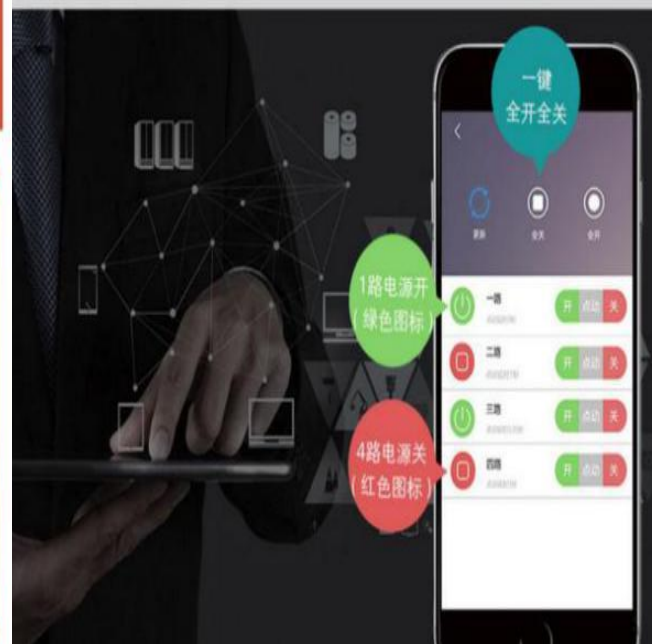 一键
全开全关
更新
全关
全开
1路电源开
(绿色图标)
一路
开 点动 关
二路
开 点动 关
三路
开 点动 关
4路电源关
(红色图标)
四路
开 点动 关